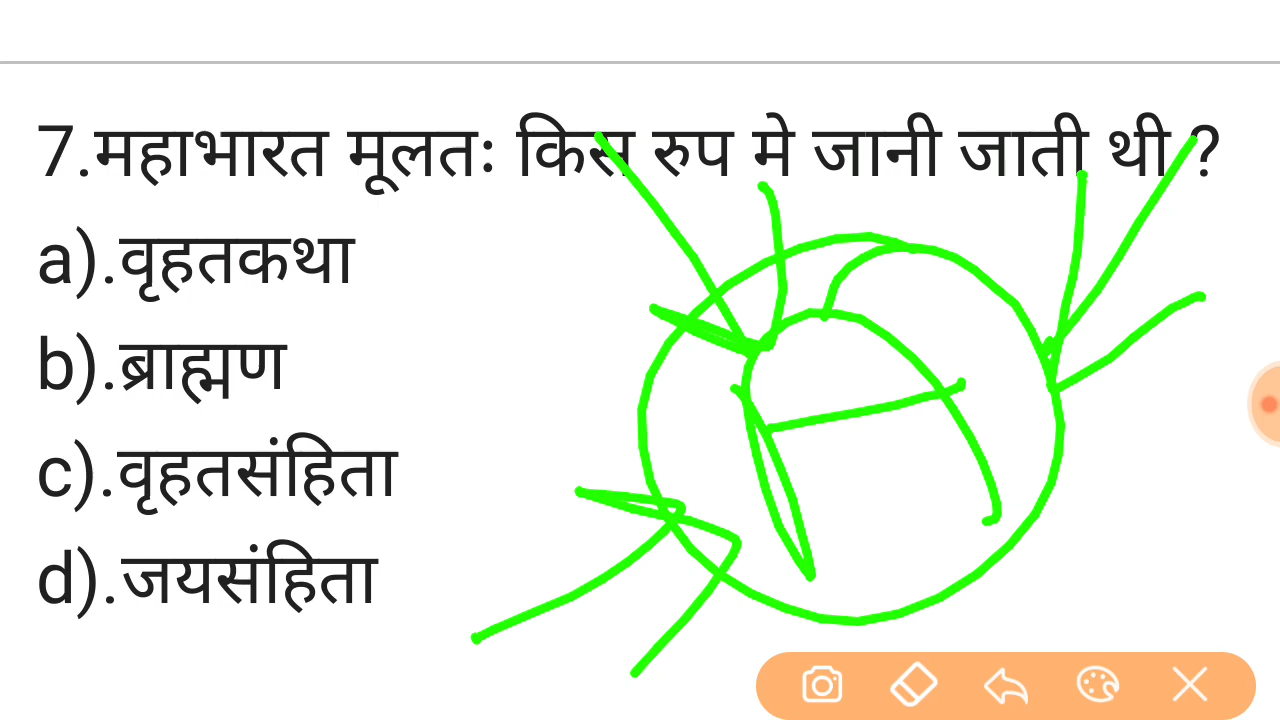 7.महाभारत मूलतः किस रुप मे जानी जाती थी ?
a).वृहतकथा
b).ब्राह्मण
c).वृहतसंहिता
d).जयसंहिता
A